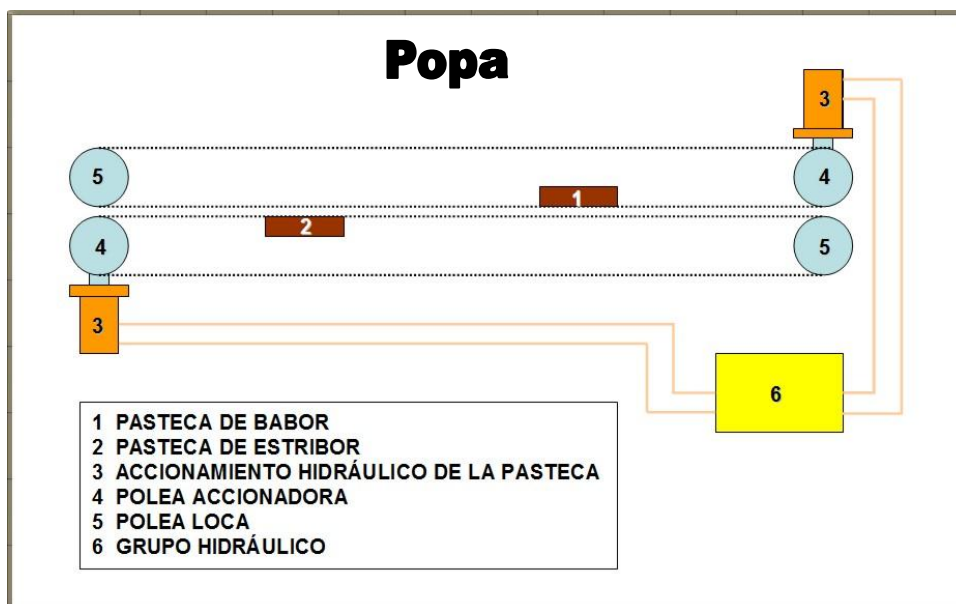 Popa
3
5
4
1
2
4
5
3
6
1 PASTECA DE BABOR
2 PASTECA DE ESTRIBOR
3 ACCIONAMIENTO HIDRÁULICO DE LA PASTECA
4 POLEA ACCIONADORA
5 POLEA LOCA
6 GRUPO HIDRÁULICO